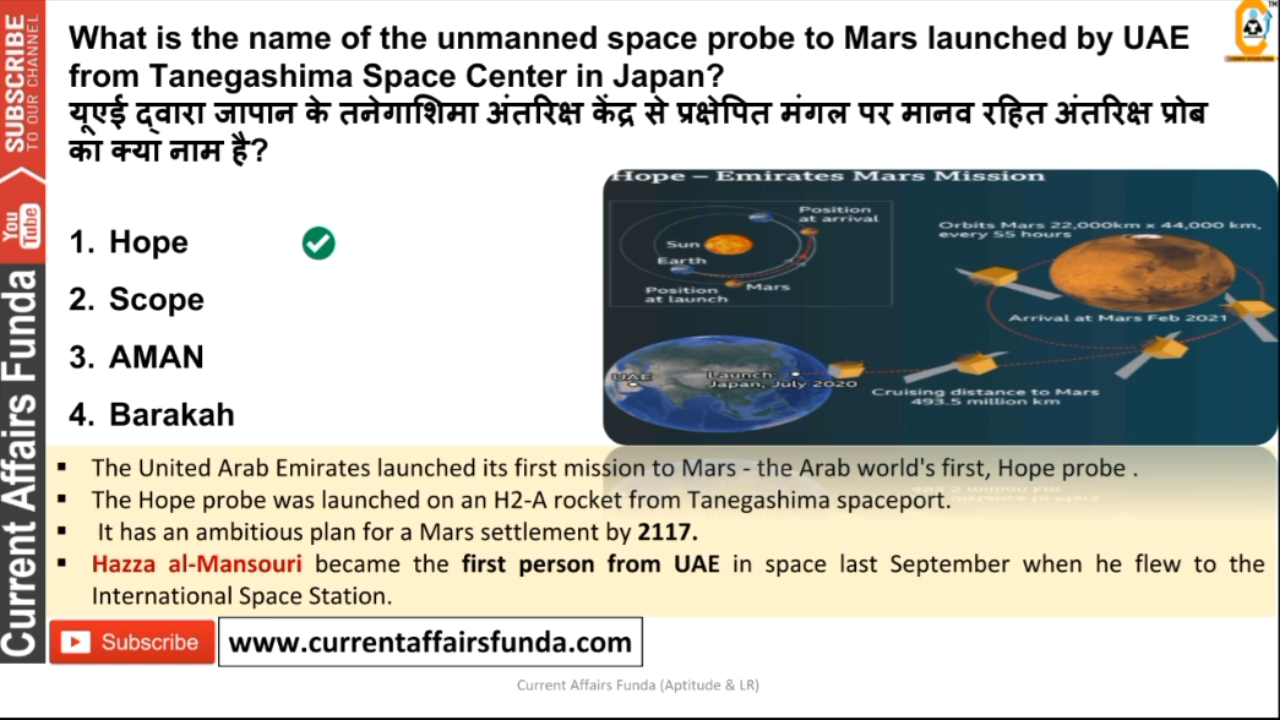 What is the name of the unmanned space probe to Mars launched by UAE
from Tanegashima Space Center in Japan?
यूएई द्वारा जापान के तनेगाशिमा अंतरिक्ष केंद्र से प्रक्षेपित मंगल पर मानव रहित अंतरिक्ष प्रोब
का क्या नाम है?
1. Hope
2. Scope
3. AMAN
4. Barakah
Hope – Emirates Mars Mission
Position
at arrival
Sun
Earth
Mars
Position
at launch
Orbits Mars 22,000km x 44,000 km,
every 55 hours
Arrival at Mars Feb 2021
UAE
Launch
Japan, July 2020
Cruising distance to Mars
493.5 million km
▪ The United Arab Emirates launched its first mission to Mars - the Arab world's first, Hope probe .
▪ The Hope probe was launched on an H2-A rocket from Tanegashima spaceport.
▪ It has an ambitious plan for a Mars settlement by 2117.
▪ Hazza al-Mansouri became the first person from UAE in space last September when he flew to the
International Space Station.
Subscribe
www.currentaffairsfunda.com
Current Affairs Funda (Aptitude & LR)
SUBSCRIBE
TO OUR CHANNEL
You
Tube
Current Affairs Funda